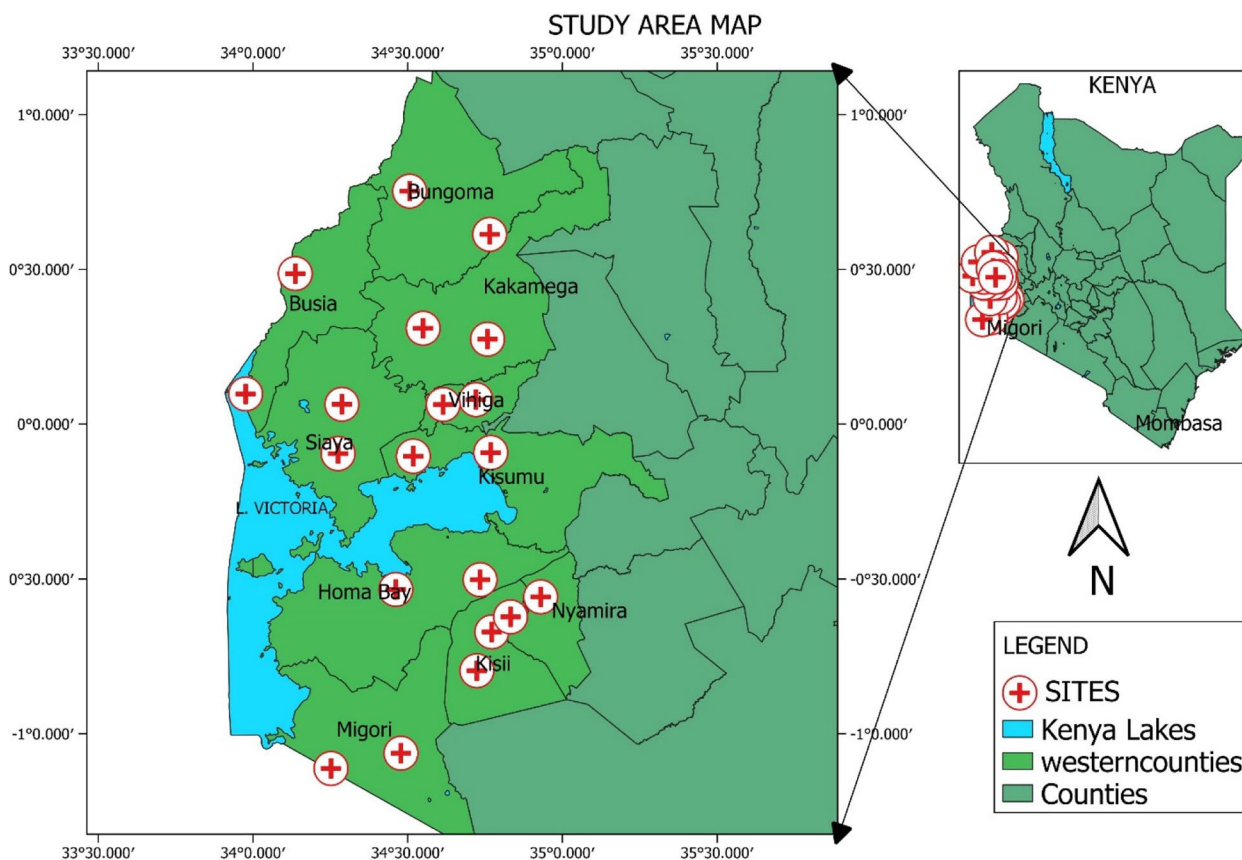 STUDY AREA MAP
33°30.000′ 34°0.000′ 34°30.000′ 35°0.000′ 35°30.000′
KENYA
1°0.000′ 1°0.000′
Bungoma
0°30.000′ 0°30.000′
Kakamega
Busia
Migori
Vihiga
0°0.000′ 0°0.000′
Mombasa
Siaya
Kisumu
L. VICTORIA
-0°30.000′ -0°30.000′
Homa Bay
Nyamira
N
Kisii
LEGEND
SITES
Kenya Lakes
westerncounties
Counties
Migori
-1°0.000′ -1°0.000′
33°30.000′ 34°0.000′ 34°30.000′ 35°0.000′ 35°30.000′